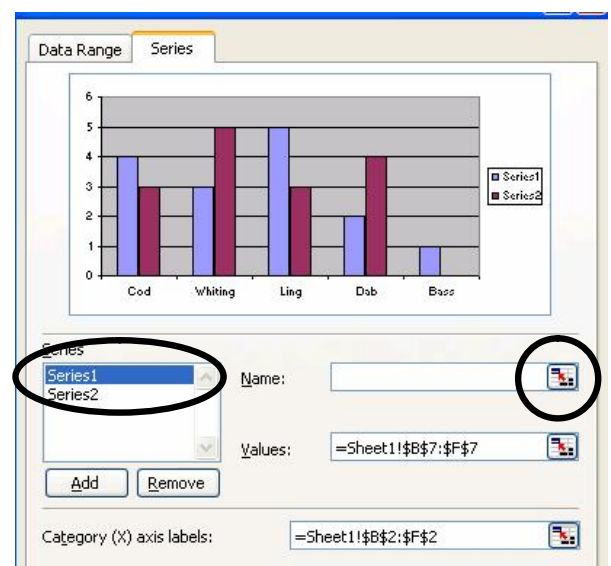 Data Range Series
6
5
4
3
2
1
0
Cod Whiting Ling Dab Bass
Series1
Series2
Series
Series1
Series2
Name:
Values: =Sheet1!$B$7:$F$7
Add Remove
Category (X) axis labels: =Sheet1!$B$2:$F$2